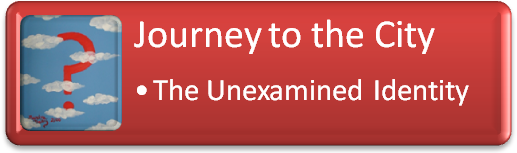 Journey to the City
• The Unexamined Identity
?